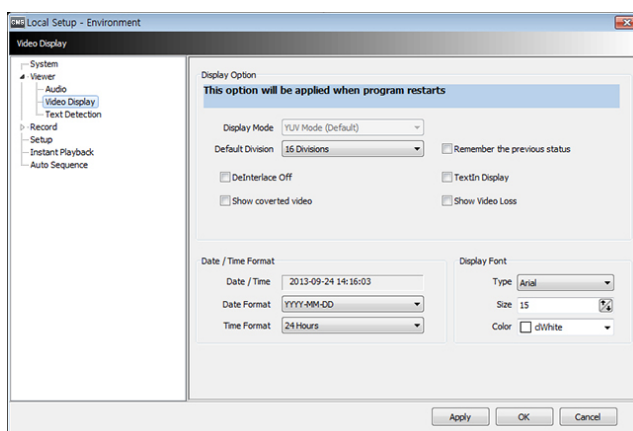 CMS Local Setup - Environment
Video Display
System
Viewer
Audio
Video Display
Text Detection
Record
Setup
Instant Playback
Auto Sequence
Display Option
This option will be applied when program restarts
Display Mode YUV Mode (Default)
Default Division 16 Divisions Remember the previous status
DeInterlace Off TextIn Display
Show coverted video Show Video Loss
Date / Time Format
Date / Time 2013-09-24 14:16:03
Date Format YYYY-MM-DD
Time Format 24 Hours
Display Font
Type Arial
Size 15
Color clWhite
Apply OK Cancel